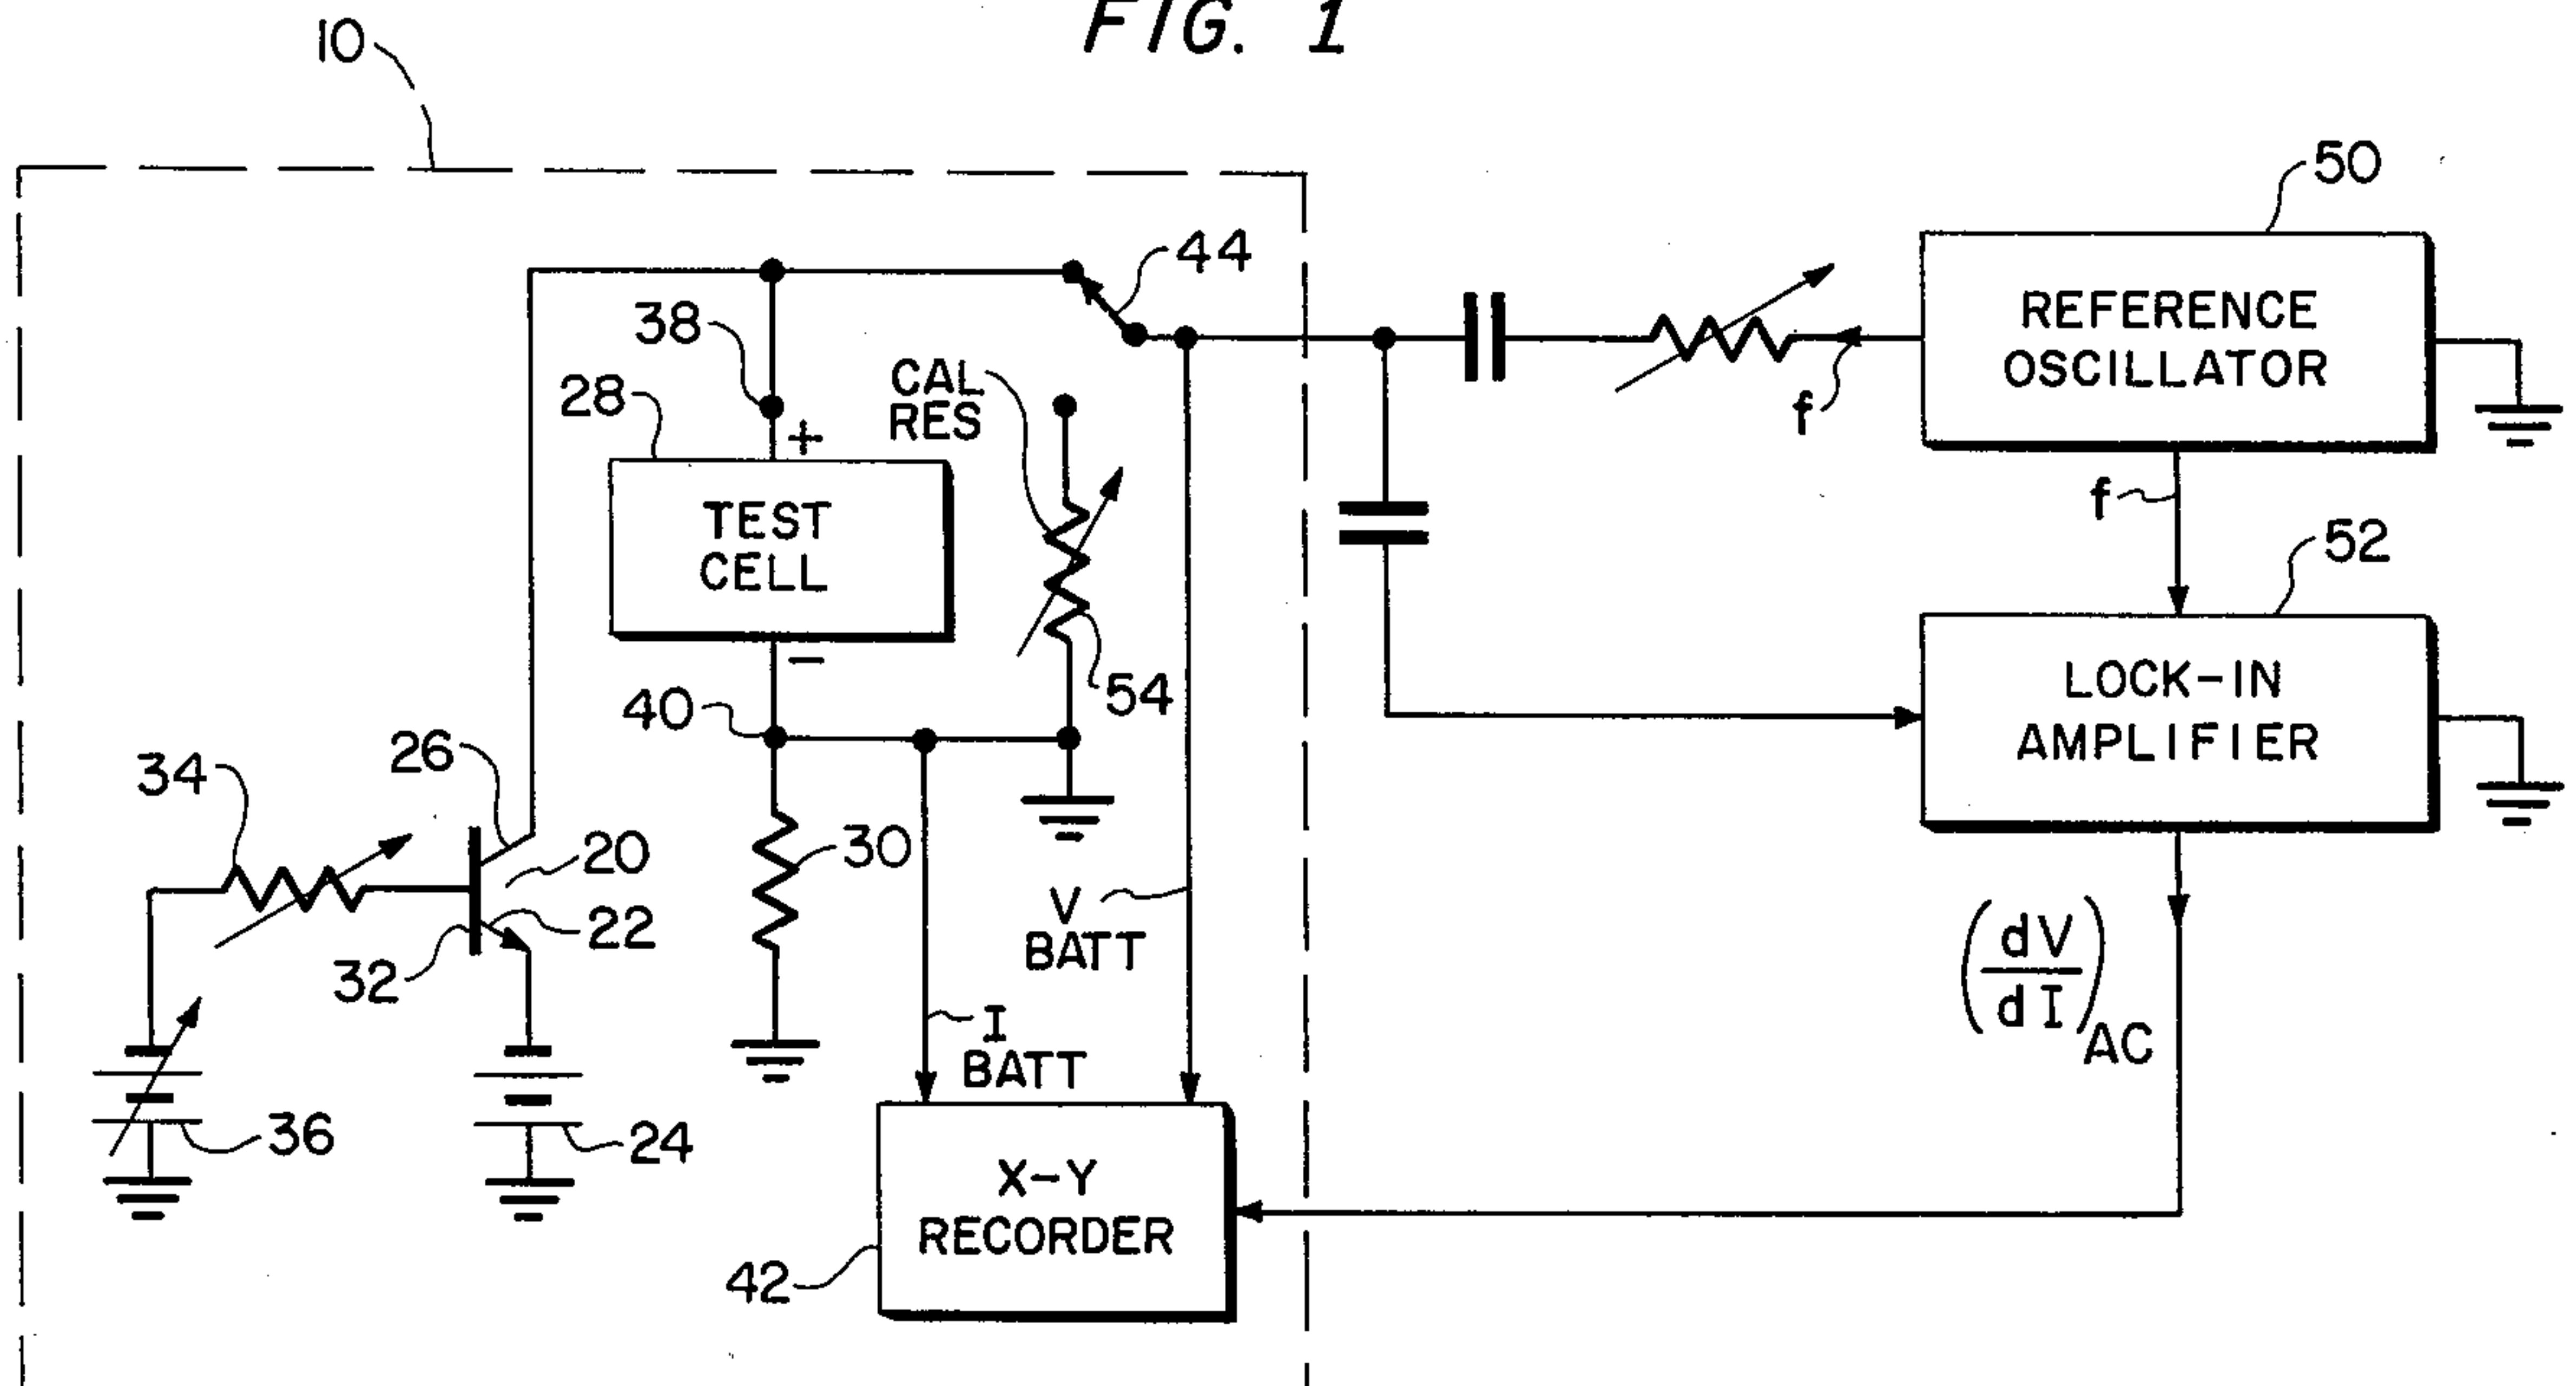 FIG. 1
10
50
44
38
REFERENCE
OSCILLATOR
28
CAL
RES
f
+
f
TEST
CELL
52
−
54
40
LOCK-IN
AMPLIFIER
26
34
20
30
22
V
BATT
32
(dV/dI)AC
I
BATT
36
24
X-Y
RECORDER
42